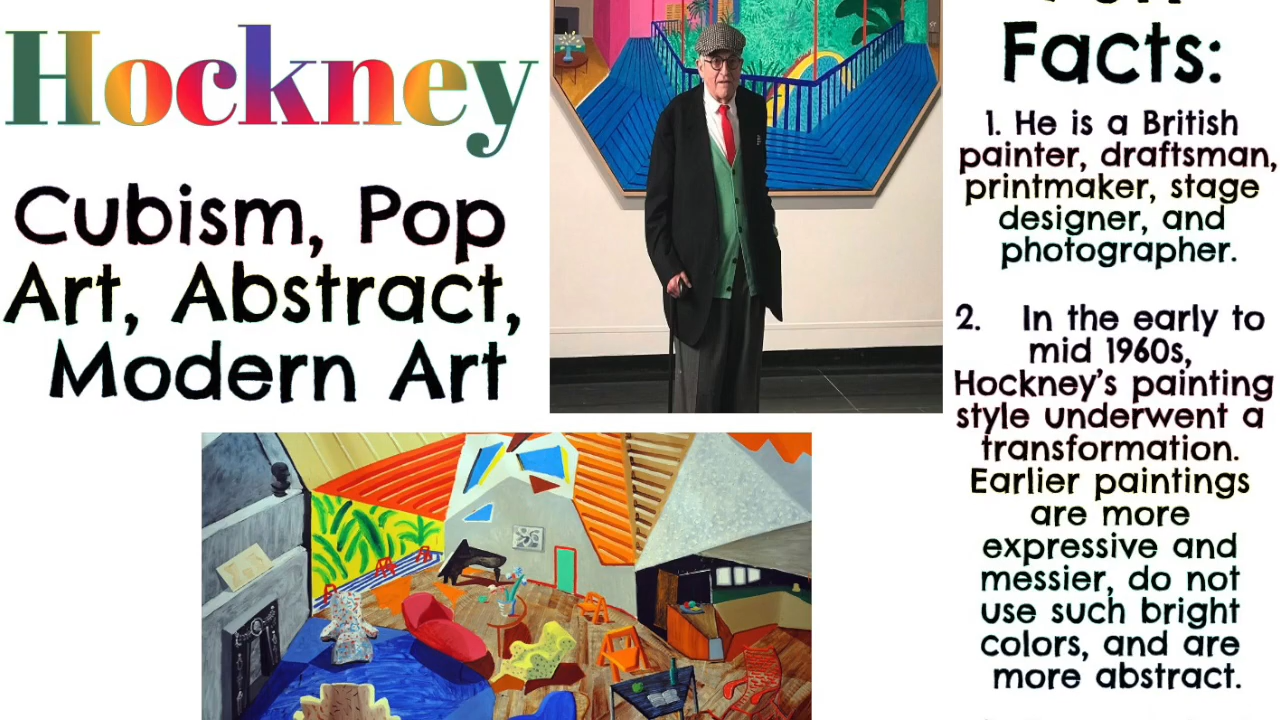 Hockney
Cubism, Pop
Art, Abstract,
Modern Art
Facts:
1. He is a British
painter, draftsman,
printmaker, stage
designer, and
photographer.
2. In the early to
mid 1960s,
Hockney's painting
style underwent a
transformation.
Earlier paintings
are more
expressive and
messier, do not
use such bright
colors, and are
more abstract.